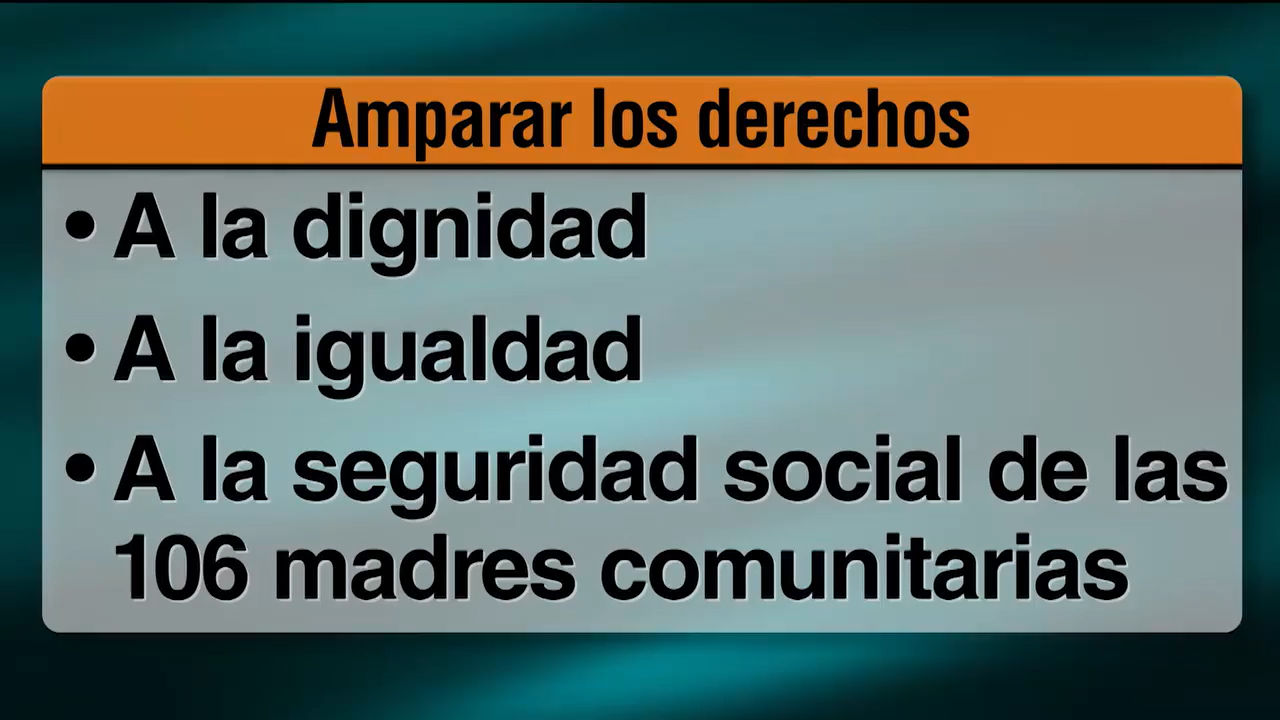 Amparar los derechos
• A la dignidad
• A la igualdad
• A la seguridad social de las
106 madres comunitarias